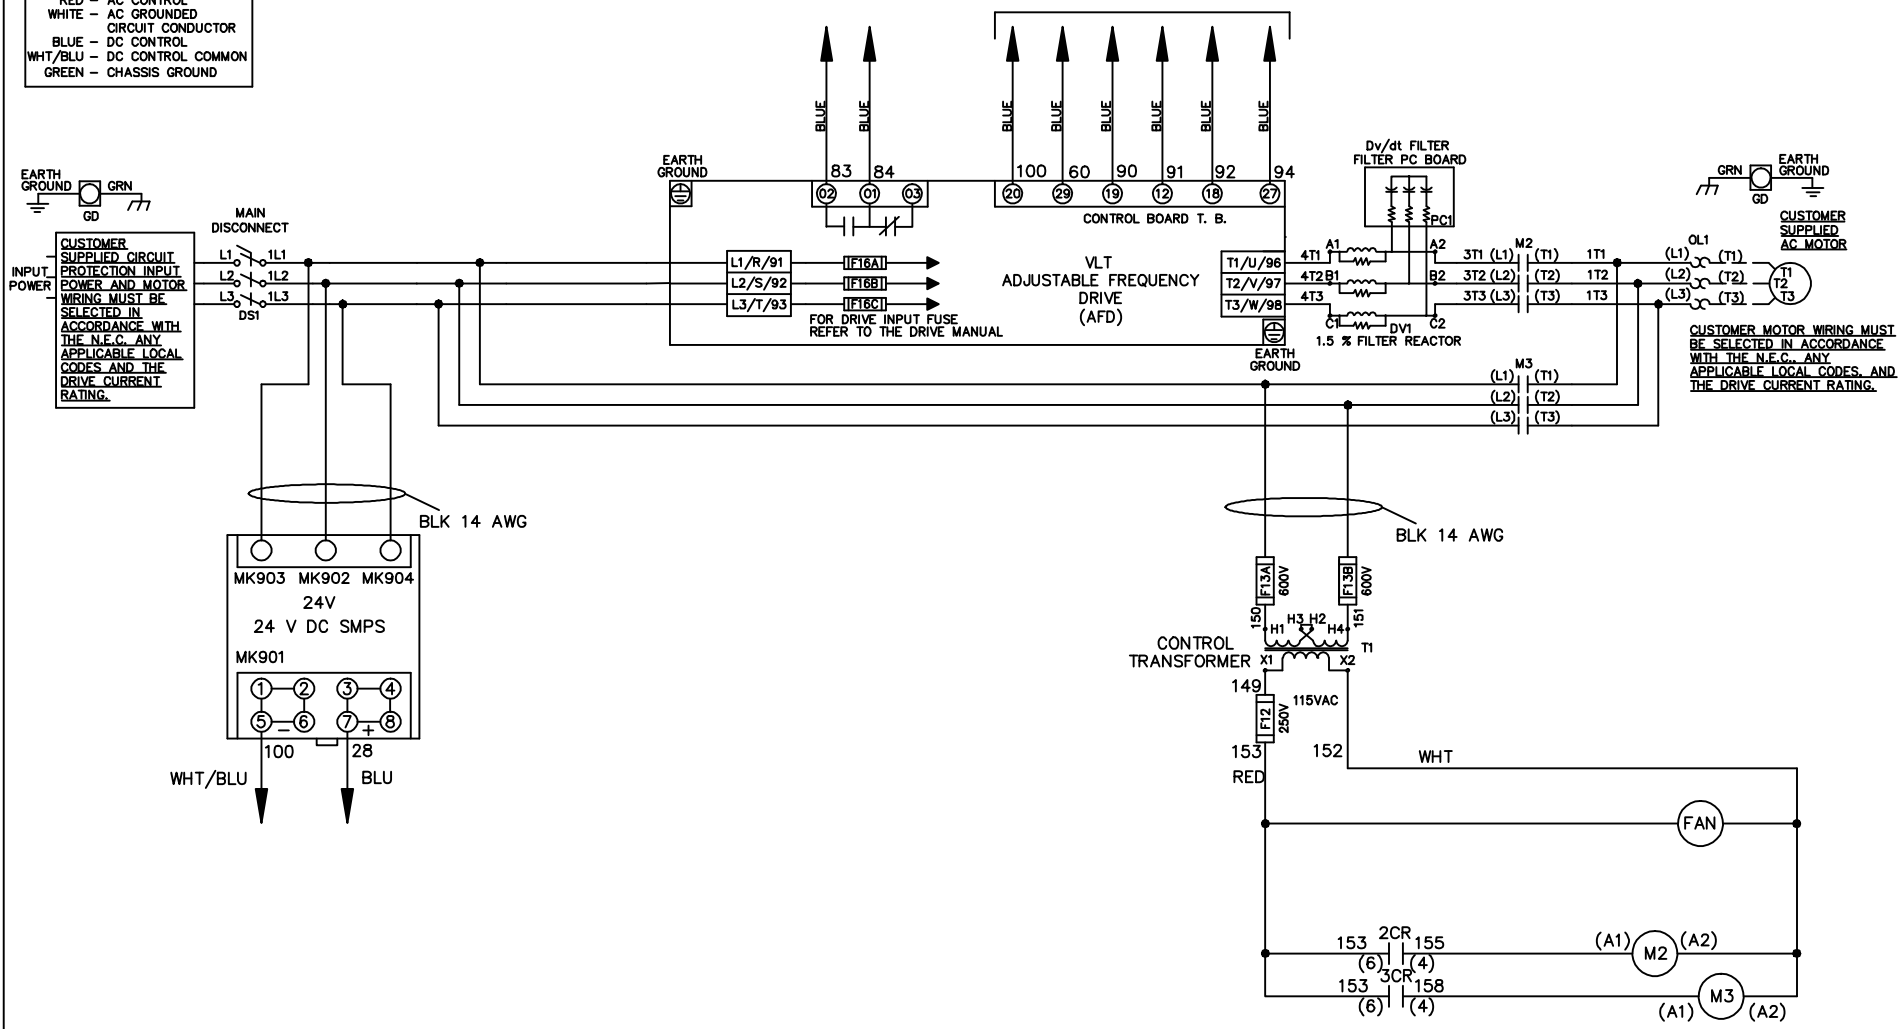 RED – AC CONTROL
WHITE – AC GROUNDED
CIRCUIT CONDUCTOR
BLUE – DC CONTROL
WHT/BLU – DC CONTROL COMMON
GREEN – CHASSIS GROUND
EARTH
GROUND
GRN
GD
MAIN
DISCONNECT
INPUT
POWER
CUSTOMER
SUPPLIED CIRCUIT
PROTECTION INPUT
POWER AND MOTOR
WIRING MUST BE
SELECTED IN
ACCORDANCE WITH
THE N.E.C. ANY
APPLICABLE LOCAL
CODES AND THE
DRIVE CURRENT
RATING.
L1 1L1
L2 1L2
L3 1L3
DS1
BLUE BLUE
BLUE BLUE BLUE BLUE BLUE BLUE
EARTH
GROUND
83 84
02 01 03
100 60 90 91 92 94
20 29 19 12 18 27
CONTROL BOARD T. B.
L1/R/91 F16A
L2/S/92 F16B
L3/T/93 F16C
FOR DRIVE INPUT FUSE
REFER TO THE DRIVE MANUAL
VLT
ADJUSTABLE FREQUENCY
DRIVE
(AFD)
T1/U/96
T2/V/97
T3/W/98
EARTH
GROUND
Dv/dt FILTER
FILTER PC BOARD
PC1
4T1 A1 A2
4T2 B1 B2
4T3 C1 C2
DV1
1.5 % FILTER REACTOR
M2
3T1 (L1) (T1) 1T1
3T2 (L2) (T2) 1T2
3T3 (L3) (T3) 1T3
OL1
(L1) (T1)
(L2) (T2)
(L3) (T3)
T1
T2
T3
GRN
GD
EARTH
GROUND
CUSTOMER
SUPPLIED
AC MOTOR
CUSTOMER MOTOR WIRING MUST
BE SELECTED IN ACCORDANCE
WITH THE N.E.C., ANY
APPLICABLE LOCAL CODES, AND
THE DRIVE CURRENT RATING.
M3
(L1) (T1)
(L2) (T2)
(L3) (T3)
BLK 14 AWG
MK903 MK902 MK904
24V
24 V DC SMPS
MK901
1 2 3 4
5 6 7 8
– +
100 28
WHT/BLU BLU
BLK 14 AWG
F13A 600V F13B 600V
150 151
H1 H3 H2 H4
T1
CONTROL
TRANSFORMER
X1 X2
149
115VAC
F12 250V
153 152
RED
WHT
FAN
2CR
153 155
(6) (4)
(A1) M2 (A2)
3CR
153 158
(6) (4)
(A1) M3 (A2)